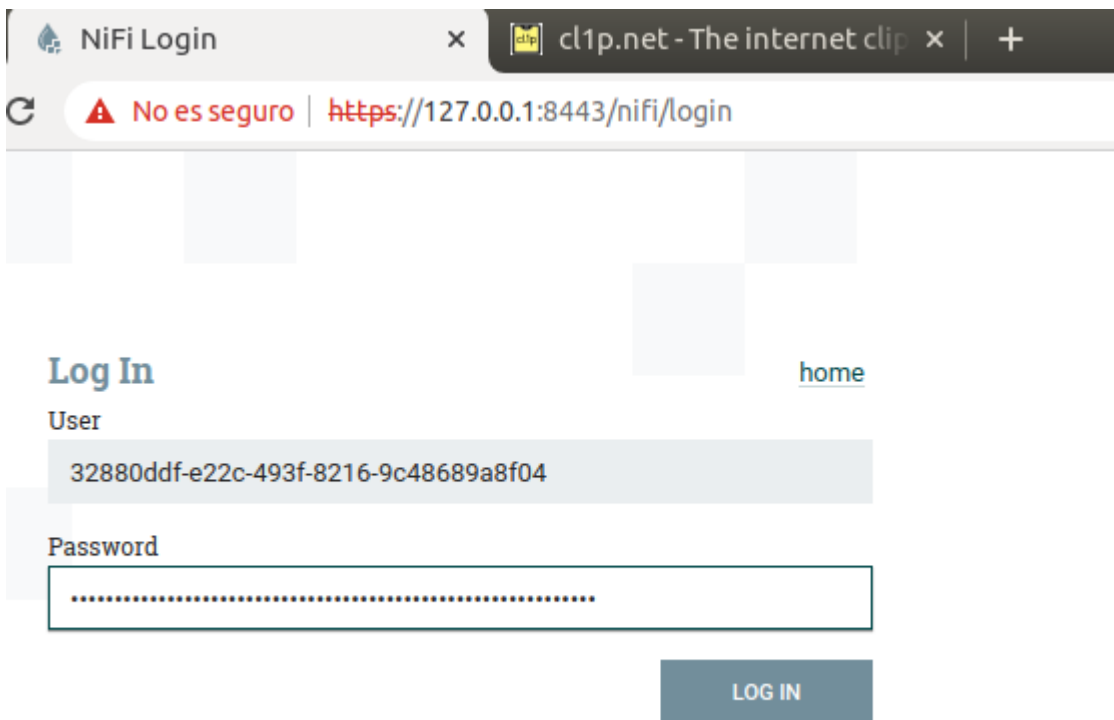 NiFi Login
cl1p.net - The internet clip
No es seguro | https://127.0.0.1:8443/nifi/login
Log In
home
User
32880ddf-e22c-493f-8216-9c48689a8f04
Password
LOG IN